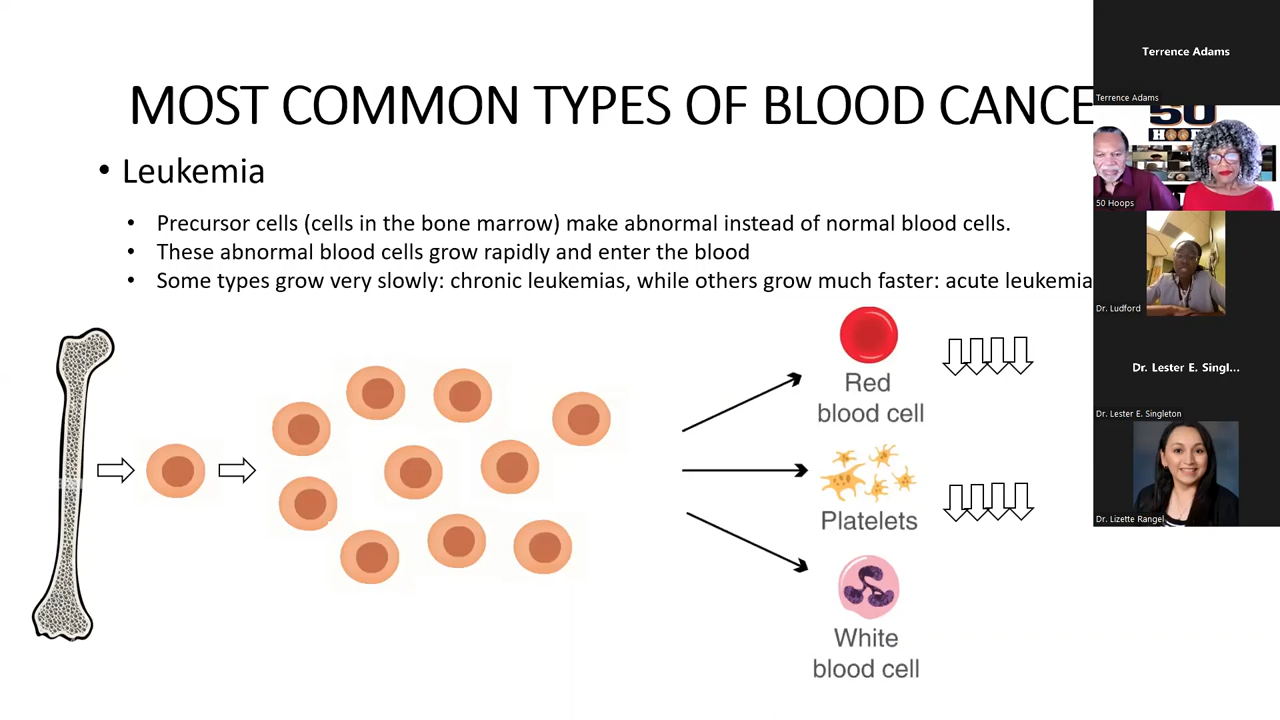 MOST COMMON TYPES OF BLOOD CANCE
• Leukemia
• Precursor cells (cells in the bone marrow) make abnormal instead of normal blood cells.
• These abnormal blood cells grow rapidly and enter the blood
• Some types grow very slowly: chronic leukemias, while others grow much faster: acute leukemia
Red
blood cell
Platelets
White
blood cell
Terrence Adams
Terrence Adams
50
50 Hoops
Dr. Ludford
Dr. Lester E. Singl...
Dr. Lester E. Singleton
Dr. Lizette Rangel